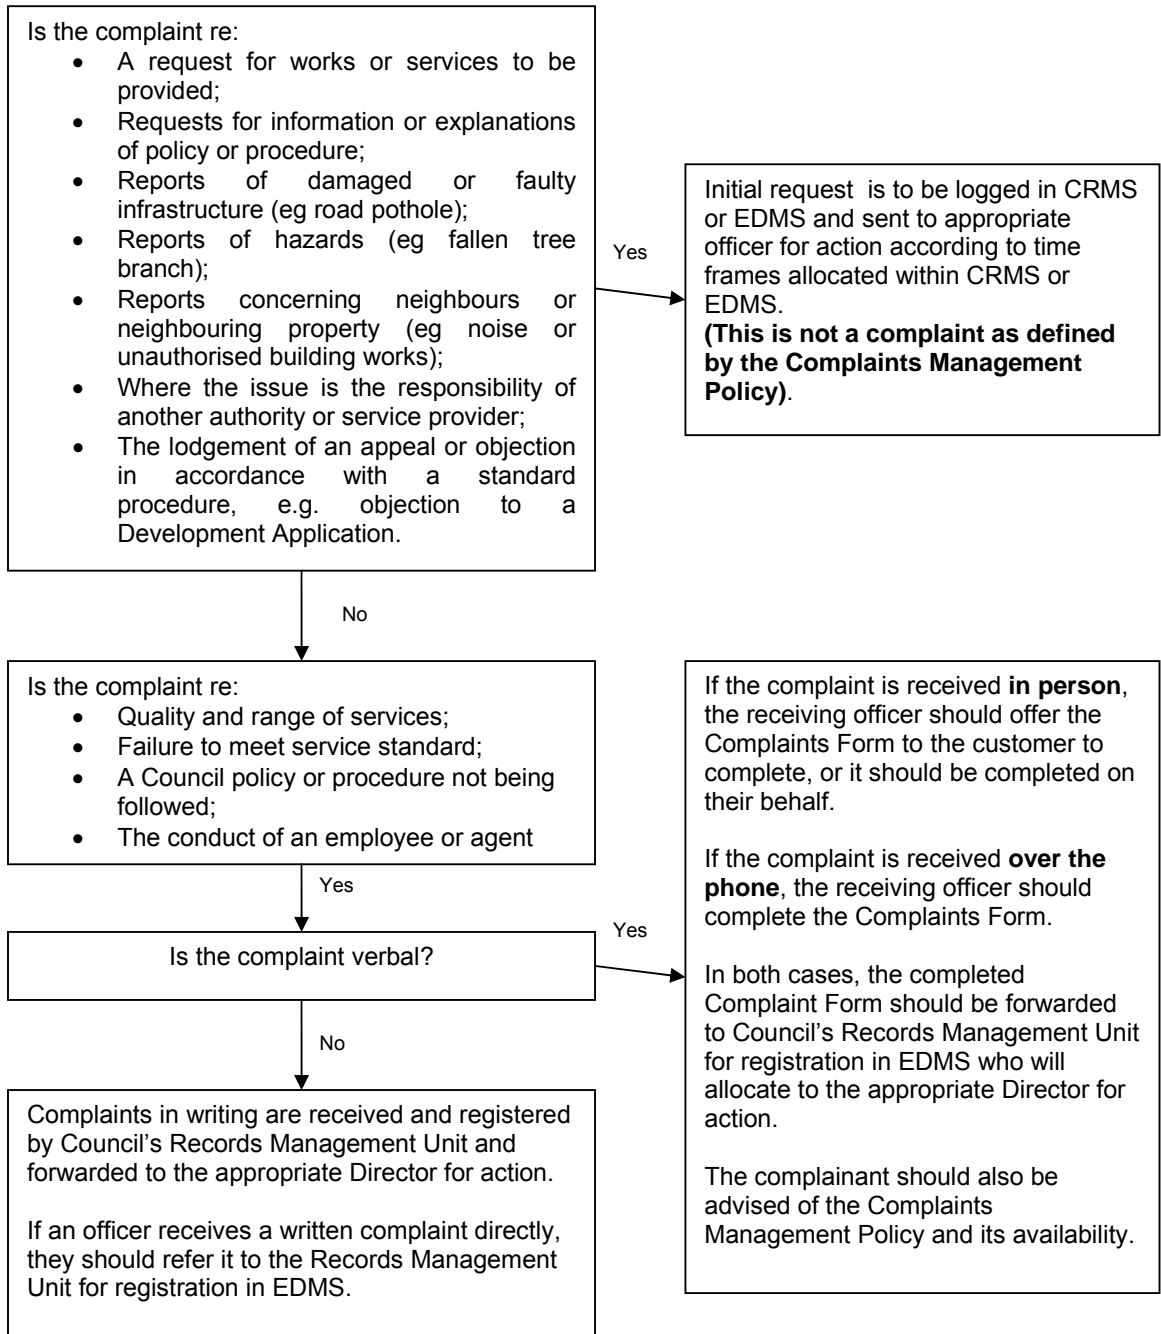 Is the complaint re:
• A request for works or services to be
provided;
• Requests for information or explanations
of policy or procedure;
• Reports of damaged or faulty
infrastructure (eg road pothole);
• Reports of hazards (eg fallen tree
branch);
• Reports concerning neighbours or
neighbouring property (eg noise or
unauthorised building works);
• Where the issue is the responsibility of
another authority or service provider;
• The lodgement of an appeal or objection
in accordance with a standard
procedure, e.g. objection to a
Development Application.
Yes
Initial request is to be logged in CRMS
or EDMS and sent to appropriate
officer for action according to time
frames allocated within CRMS or
EDMS.
(This is not a complaint as defined
by the Complaints Management
Policy).
No
Is the complaint re:
• Quality and range of services;
• Failure to meet service standard;
• A Council policy or procedure not being
followed;
• The conduct of an employee or agent
Yes
Is the complaint verbal?
Yes
If the complaint is received in person,
the receiving officer should offer the
Complaints Form to the customer to
complete, or it should be completed on
their behalf.
If the complaint is received over the
phone, the receiving officer should
complete the Complaints Form.
In both cases, the completed
Complaint Form should be forwarded
to Council's Records Management Unit
for registration in EDMS who will
allocate to the appropriate Director for
action.
The complainant should also be
advised of the Complaints
Management Policy and its availability.
No
Complaints in writing are received and registered
by Council's Records Management Unit and
forwarded to the appropriate Director for action.
If an officer receives a written complaint directly,
they should refer it to the Records Management
Unit for registration in EDMS.